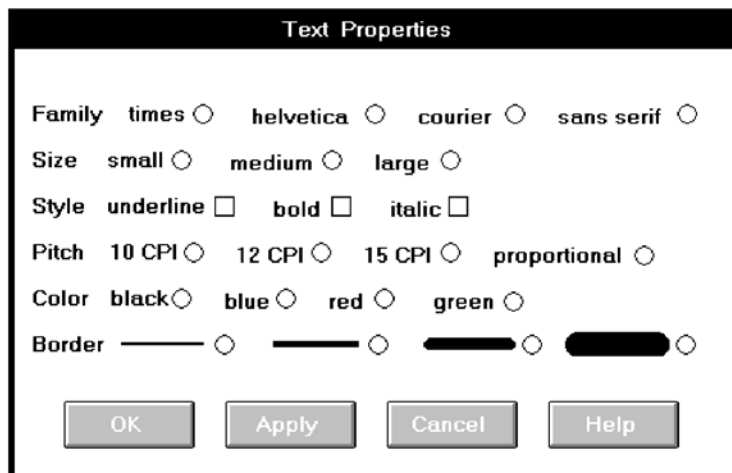 Text Properties
Family times helvetica courier sans serif
Size small medium large
Style underline bold italic
Pitch 10 CPI 12 CPI 15 CPI proportional
Color black blue red green
Border
OK Apply Cancel Help